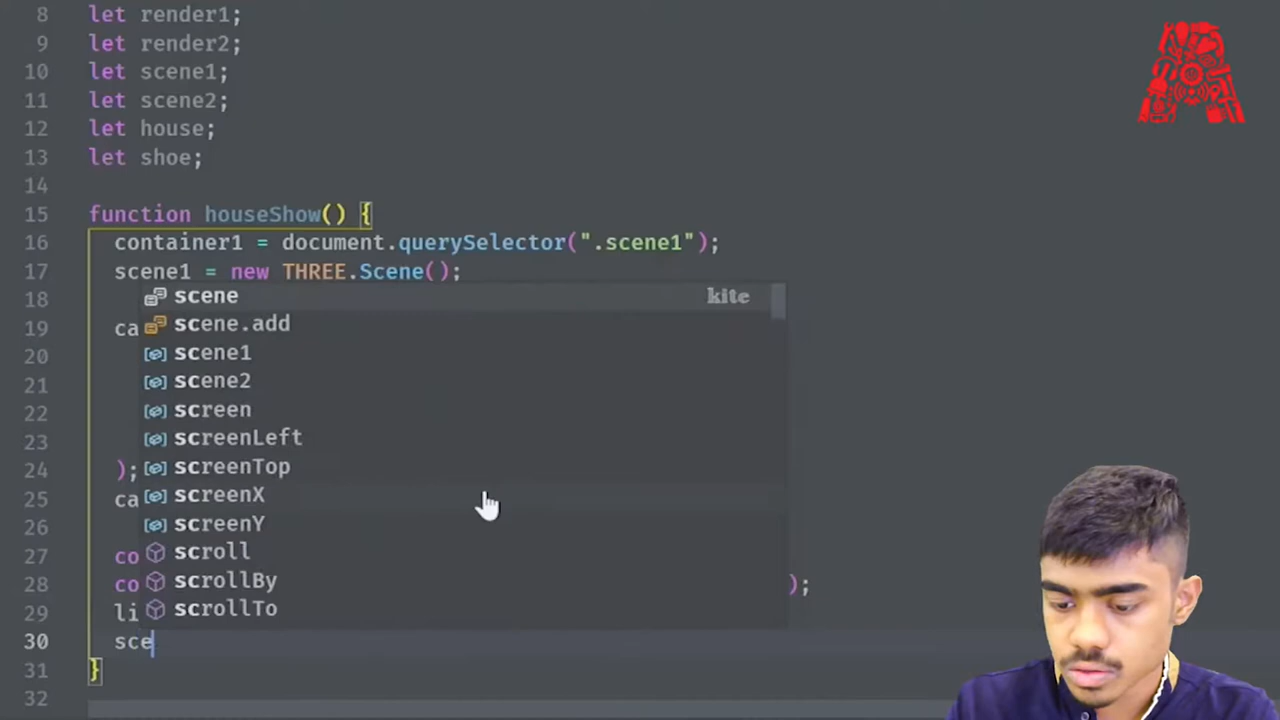 8 let render1;
9 let render2;
10 let scene1;
11 let scene2;
12 let house;
13 let shoe;
14
15 function houseShow() {
16 container1 = document.querySelector(".scene1");
17 scene1 = new THREE.Scene();
18 scene kite
scene.add
19 ca
20 scene1
21 scene2
22 screen
23 screenLeft
24 ); screenTop
25 ca screenX
26 screenY
27 co scroll
28 co scrollBy );
29 li scrollTo
30 sce
31 }
32